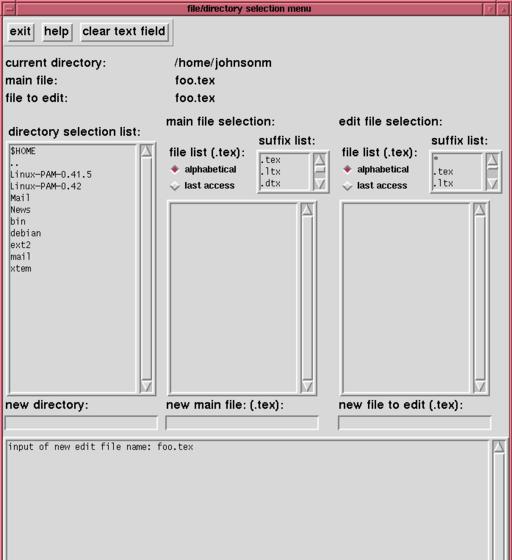 file/directory selection menu
exit help clear text field
current directory: /home/johnsonm
main file: foo.tex
file to edit: foo.tex
directory selection list:
$HOME
..
Linux-PAM-0.41.5
Linux-PAM-0.42
Mail
News
bin
debian
ext2
mail
xtem
main file selection:
suffix list:
file list (.tex):
alphabetical
last access
.tex
.ltx
.dtx
edit file selection:
suffix list:
file list (.tex):
alphabetical
last access
*
.tex
.ltx
new directory:
new main file: (.tex):
new file to edit (.tex):
input of new edit file name: foo.tex